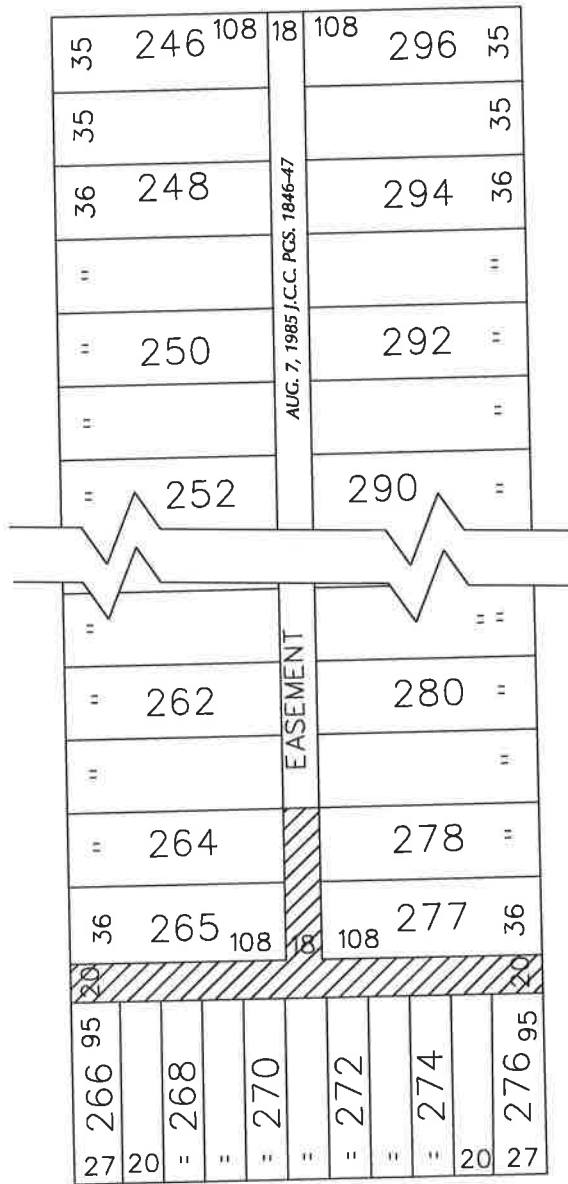 35 246 108 18 108 296 35
35 35
36 248 294 36
" "
" 250 292 "
" "
" 252 290 "
AUG. 7, 1985 J.C.C. PGS. 1846-47
" " "
" 262 280 "
" "
EASEMENT
" 264 278 "
36 265 108 18 108 277 36
20 20
95 95
266 268 270 272 274 276
27 20 " " " " " " " 20 27